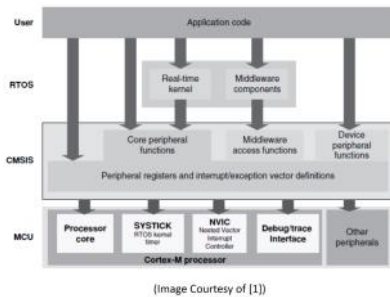 User
Application code
RTOS
Real-time
kernel
Middleware
components
CMSIS
Core peripheral
functions
Middleware
access functions
Device
peripheral
functions
Peripheral registers and interrupt/exception vector definitions
MCU
Processor
core
SYSTICK
RTOS kernel
timer
NVIC
Nested Vector
Interrupt
Controller
Debug/trace
Interface
Other
peripherals
Cortex-M processor
(Image Courtesy of [1])